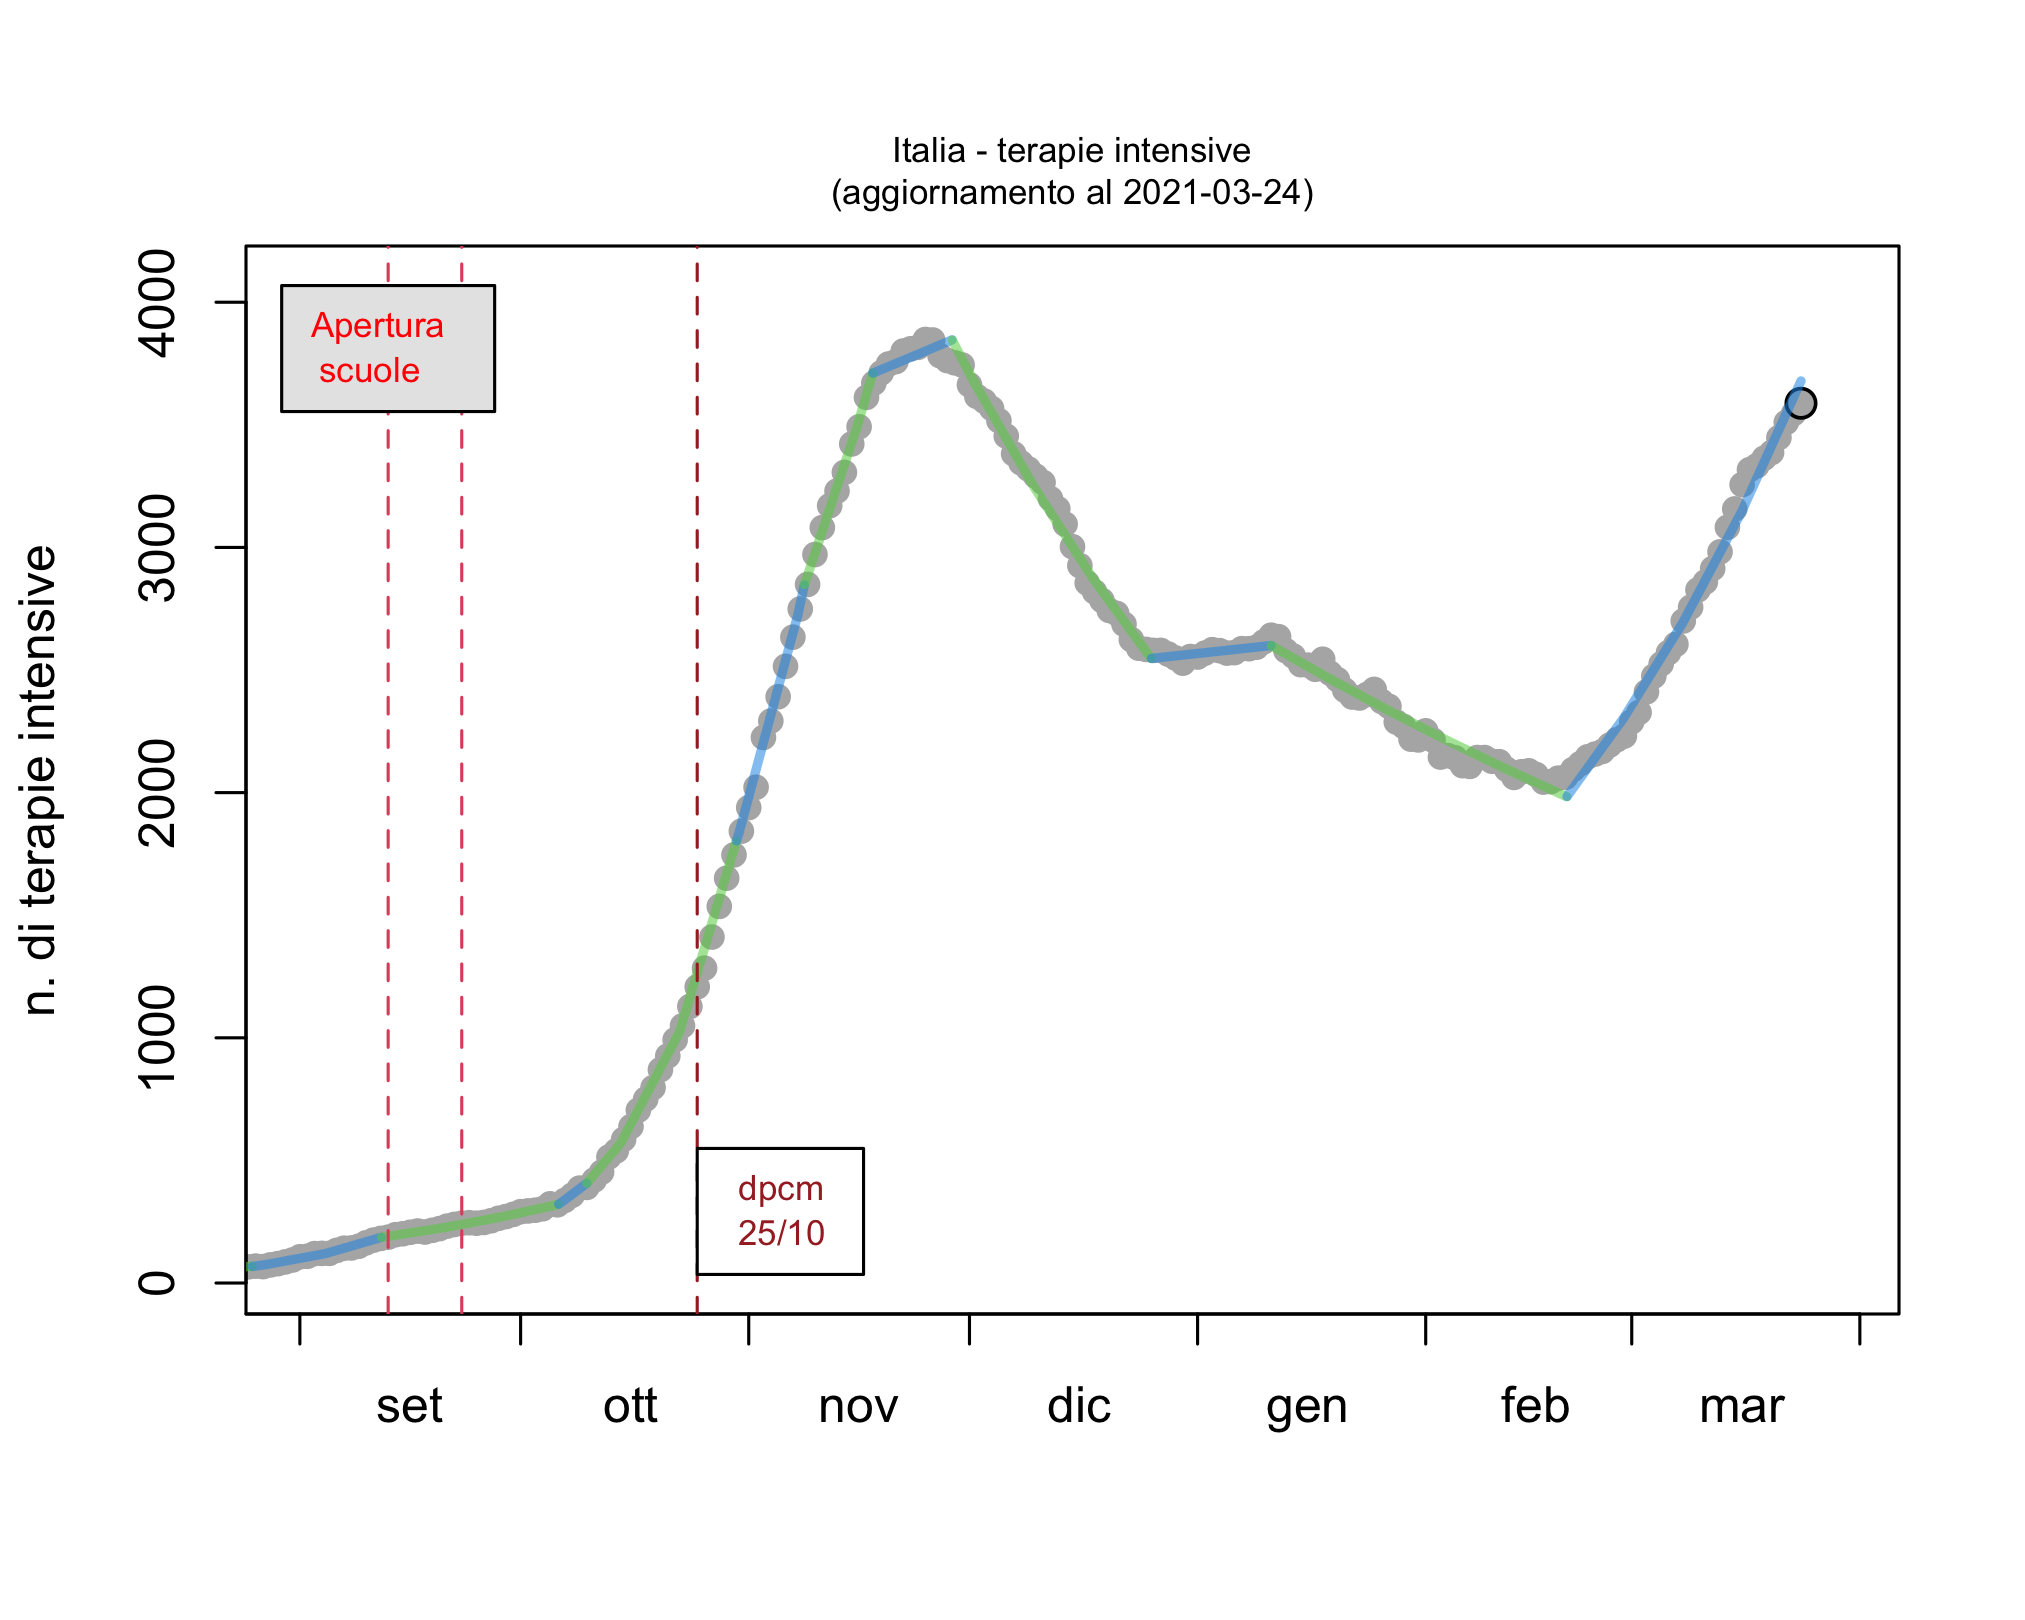 Italia - terapie intensive
(aggiornamento al 2021-03-24)
n. di terapie intensive
4000
3000
2000
1000
0
Apertura
scuole
dpcm
25/10
set
ott
nov
dic
gen
feb
mar